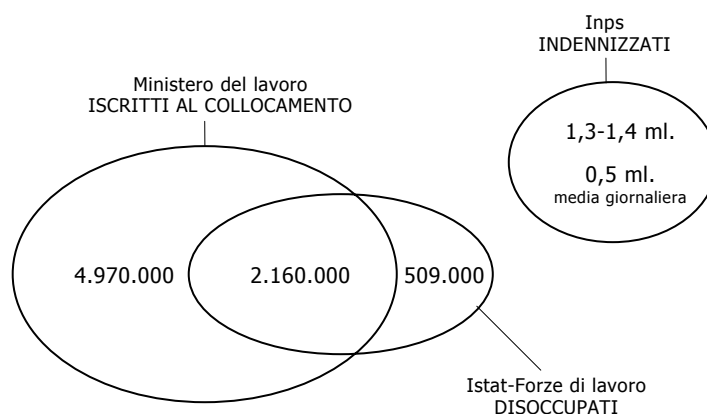 Inps
INDENNIZZATI
Ministero del lavoro
ISCRITTI AL COLLOCAMENTO
1,3-1,4 ml.
0,5 ml.
media giornaliera
4.970.000
2.160.000
509.000
Istat-Forze di lavoro
DISOCCUPATI